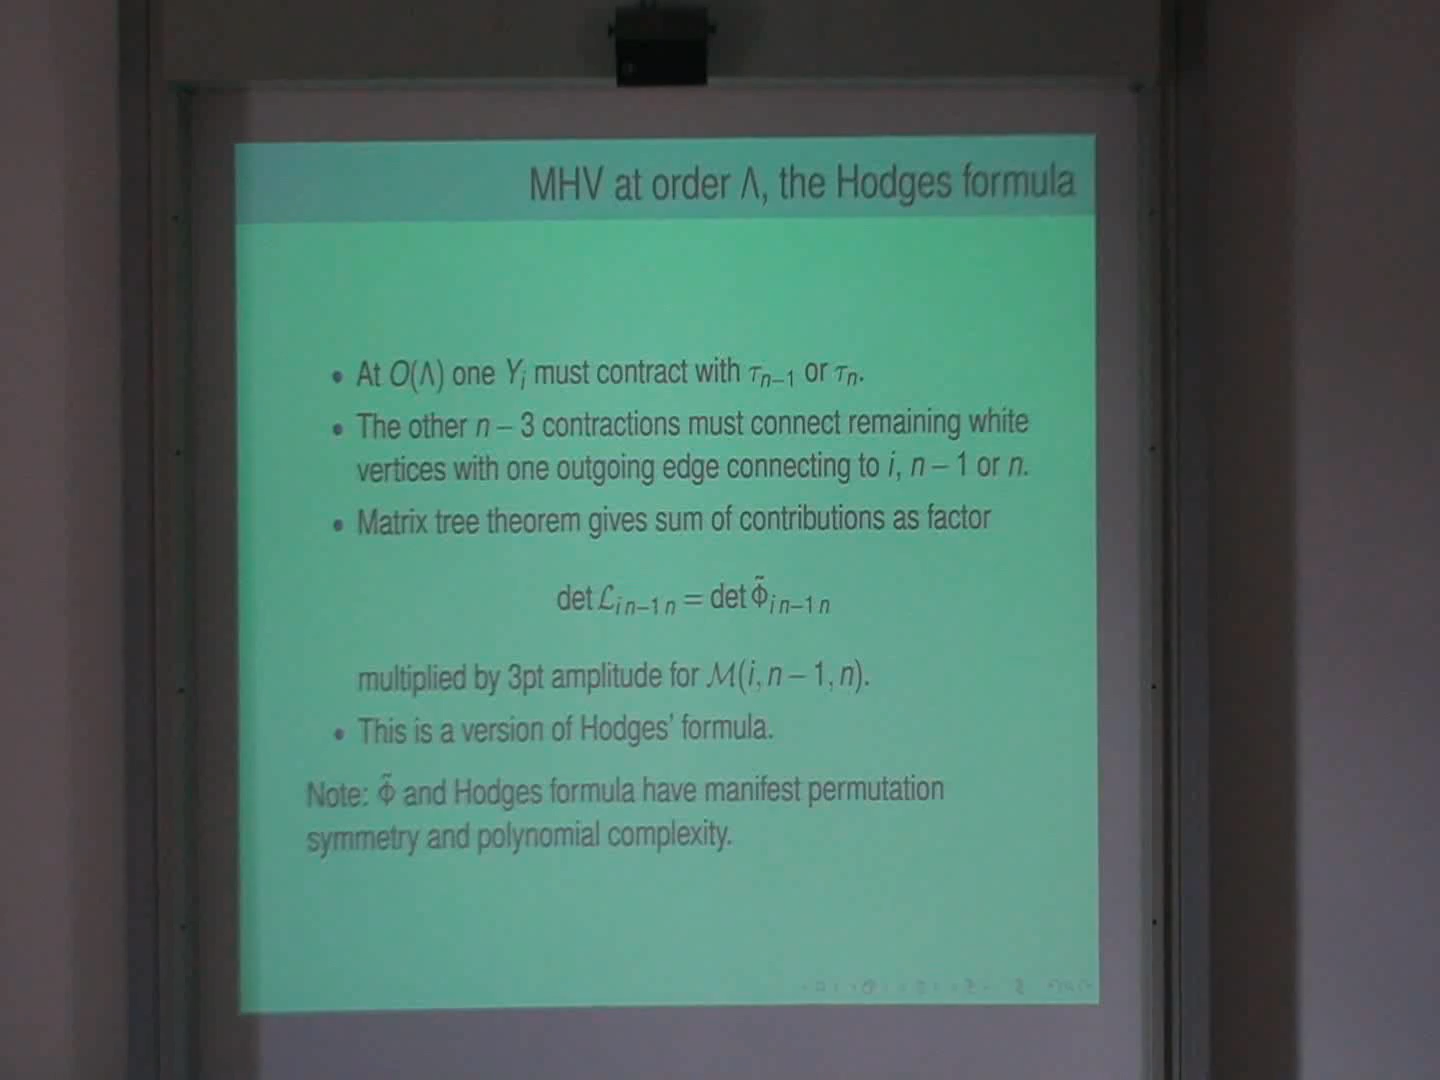 MHV at order Λ, the Hodges formula
• At O(Λ) one Y_i must contract with τ_{n−1} or τ_n.
• The other n − 3 contractions must connect remaining white
vertices with one outgoing edge connecting to i, n − 1 or n.
• Matrix tree theorem gives sum of contributions as factor
det ℒ_{i n−1 n} = det Φ̃_{i n−1 n}
multiplied by 3pt amplitude for ℳ(i, n − 1, n).
• This is a version of Hodges' formula.
Note: Φ̃ and Hodges formula have manifest permutation
symmetry and polynomial complexity.